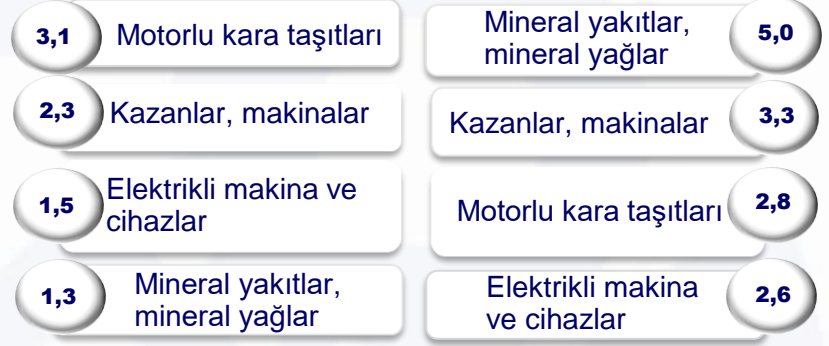 3,1 Motorlu kara taşıtları
2,3 Kazanlar, makinalar
1,5 Elektrikli makina ve
cihazlar
1,3 Mineral yakıtlar,
mineral yağlar
Mineral yakıtlar,
mineral yağlar 5,0
Kazanlar, makinalar 3,3
Motorlu kara taşıtları 2,8
Elektrikli makina
ve cihazlar 2,6